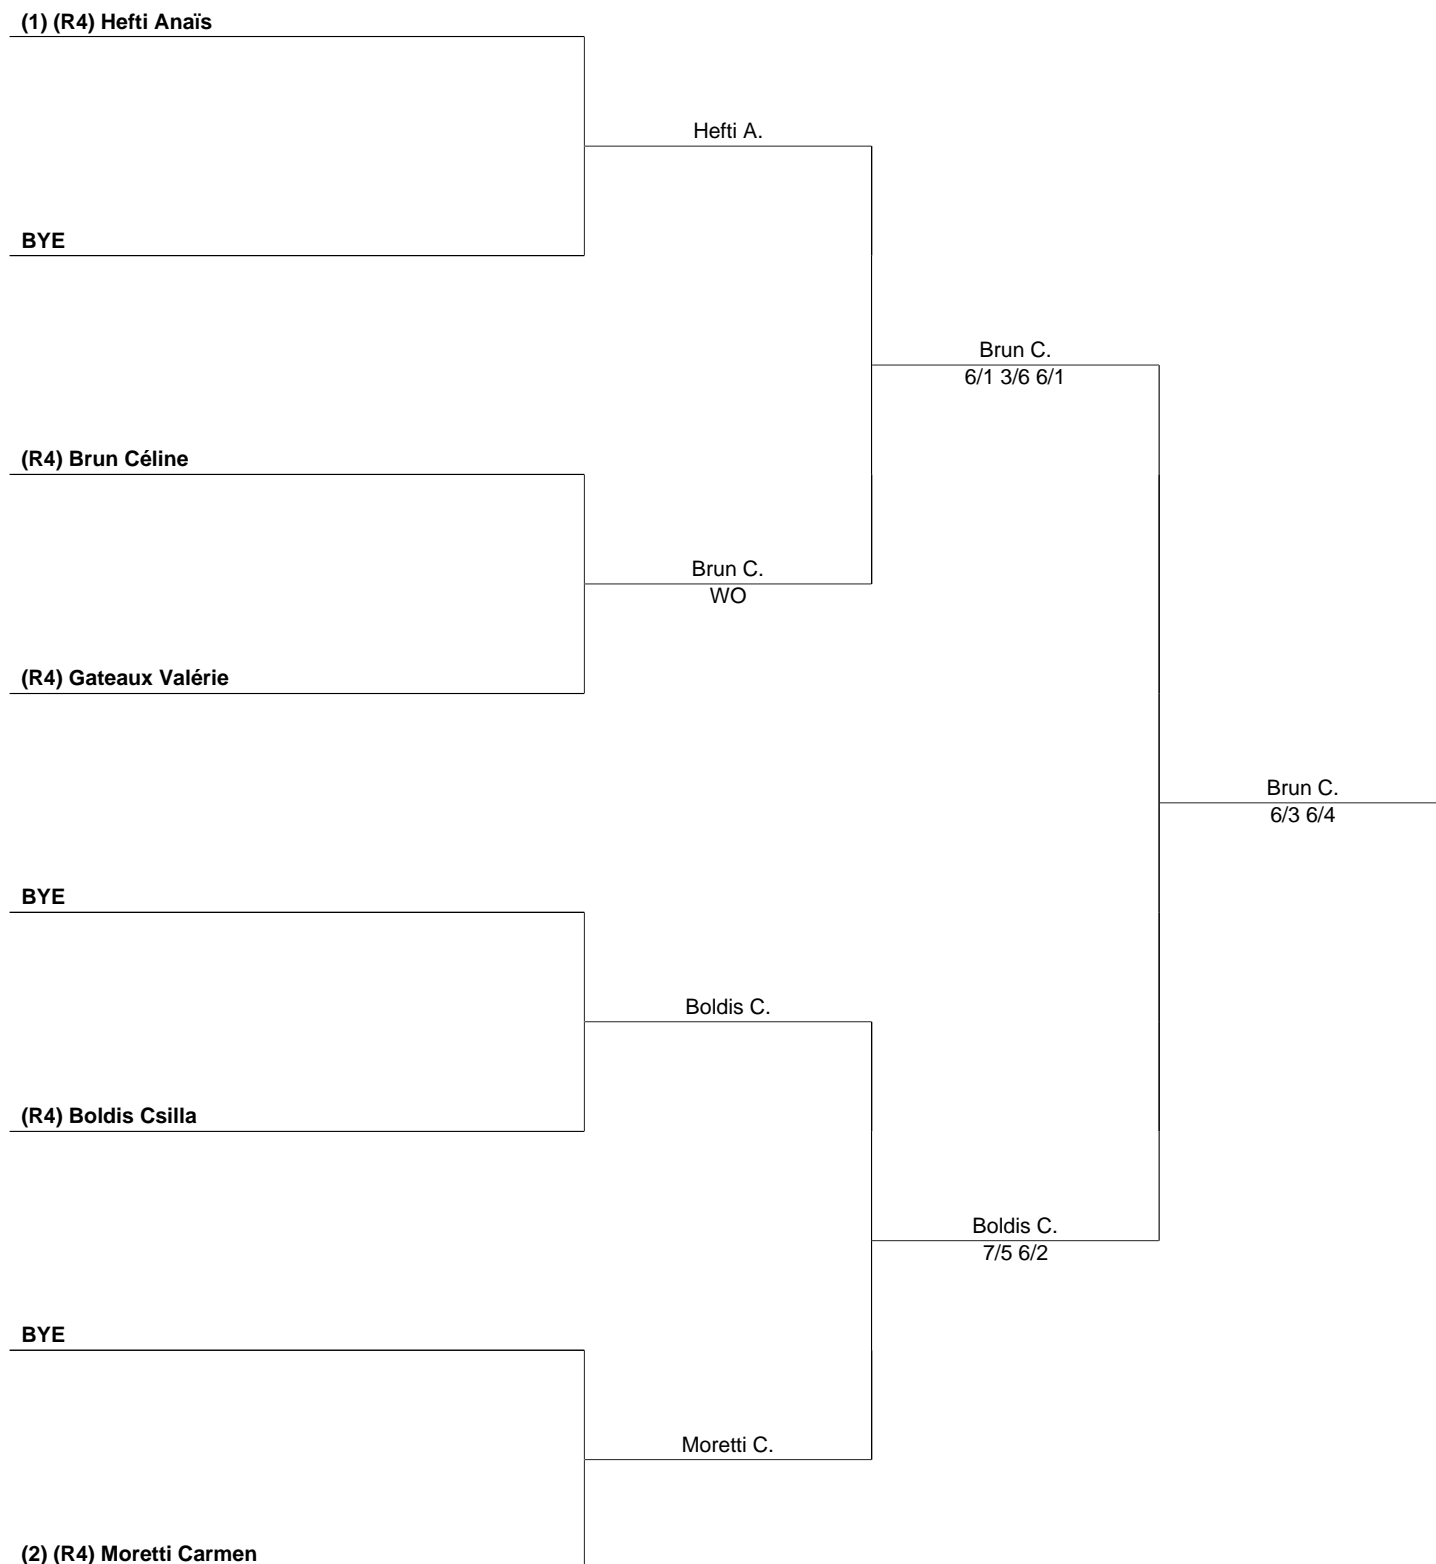 (1) (R4) Hefti Anaïs
Hefti A.
BYE
Brun C.
6/1 3/6 6/1
(R4) Brun Céline
Brun C.
WO
(R4) Gateaux Valérie
Brun C.
6/3 6/4
BYE
Boldis C.
(R4) Boldis Csilla
Boldis C.
7/5 6/2
BYE
Moretti C.
(2) (R4) Moretti Carmen